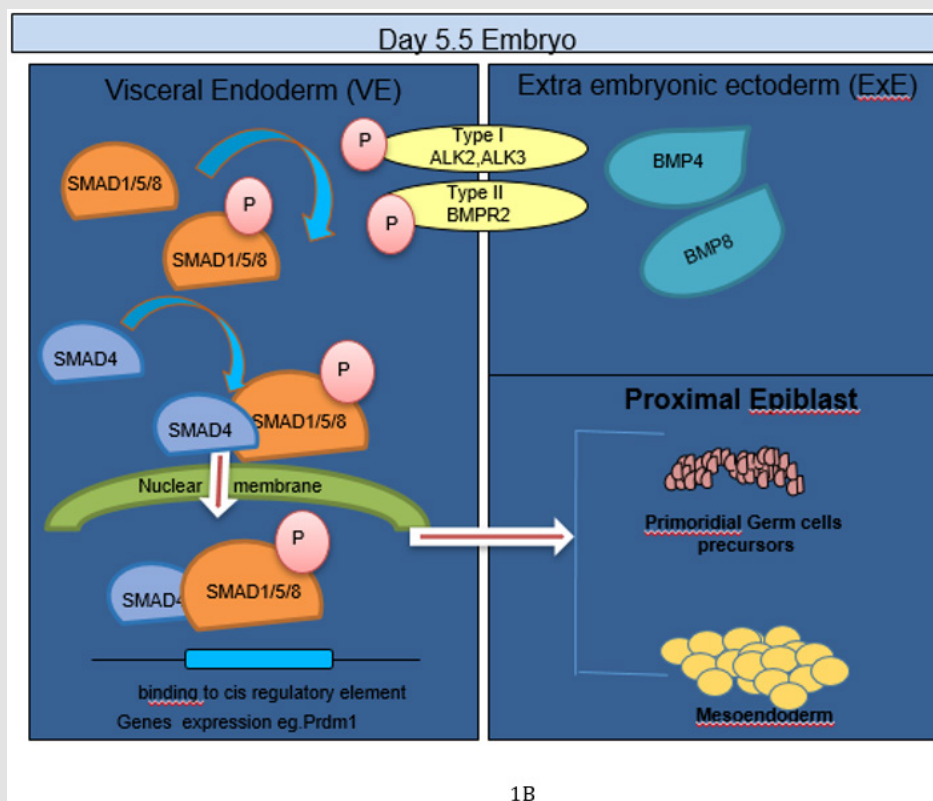 Day 5.5 Embryo
Visceral Endoderm (VE)
SMAD1/5/8
P
SMAD1/5/8
SMAD4
P
SMAD4
SMAD1/5/8
Nuclear membrane
P
SMAD4
SMAD1/5/8
binding to cis regulatory element
Genes expression eg.Prdm1
P
Type I
ALK2,ALK3
P
Type II
BMPR2
Extra embryonic ectoderm (ExE)
BMP4
BMP8
Proximal Epiblast
Primoridial Germ cells
precursors
Mesoendoderm
1B